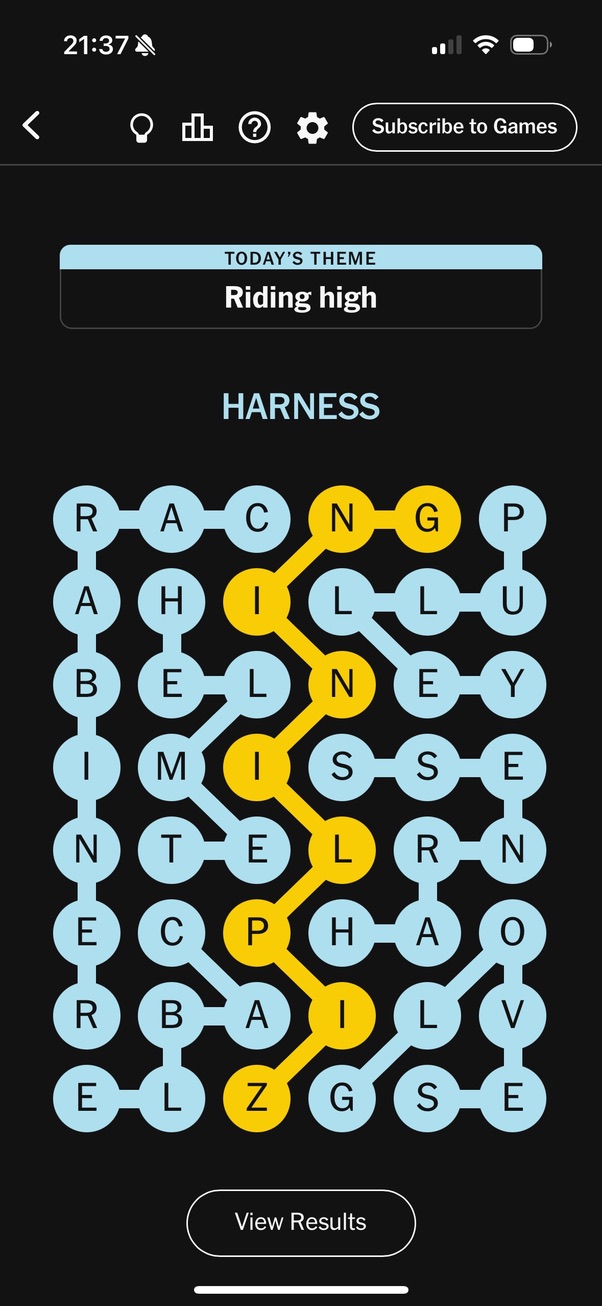 21:37
Subscribe to Games
TODAY'S THEME
Riding high
HARNESS
R A C N G P
A H I L L U
B E L N E Y
I M I S S E
N T E L R N
E C P H A O
R B A I L V
E L Z G S E
View Results